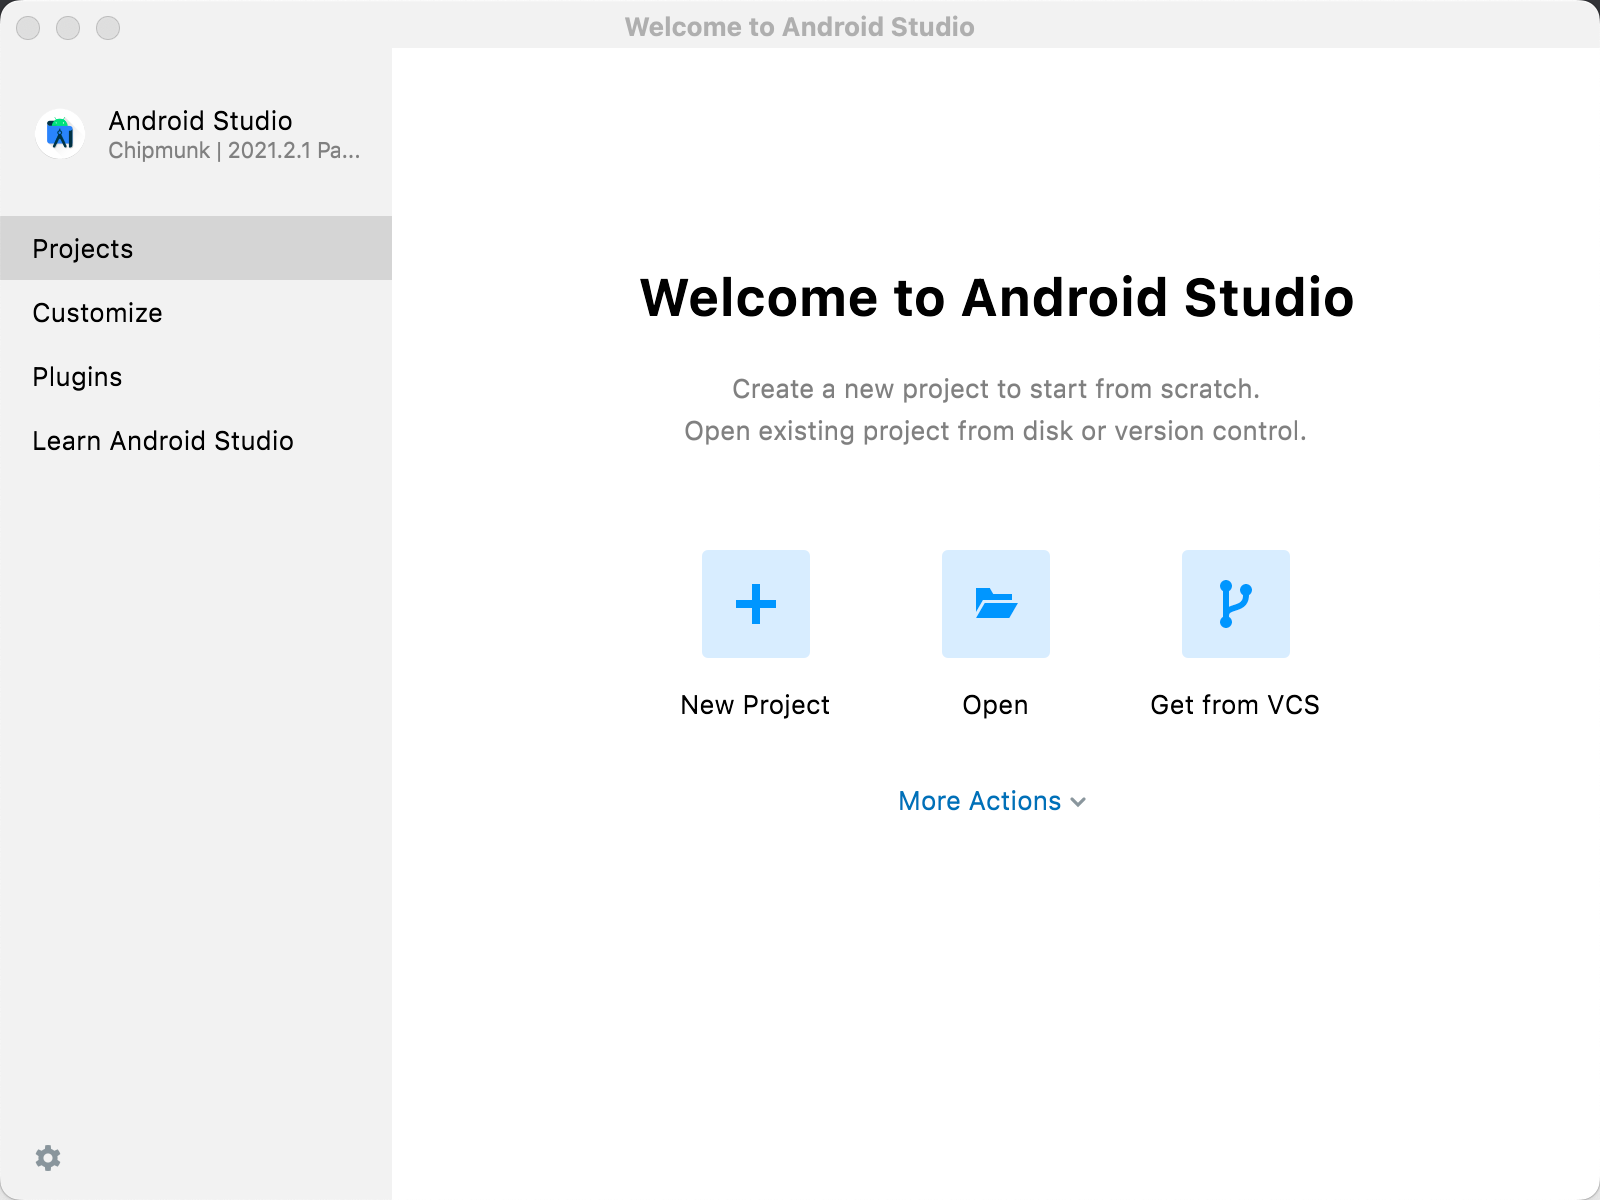 Welcome to Android Studio
Android Studio
Chipmunk | 2021.2.1 Pa...
Projects
Customize
Plugins
Learn Android Studio
Welcome to Android Studio
Create a new project to start from scratch.
Open existing project from disk or version control.
New Project
Open
Get from VCS
More Actions